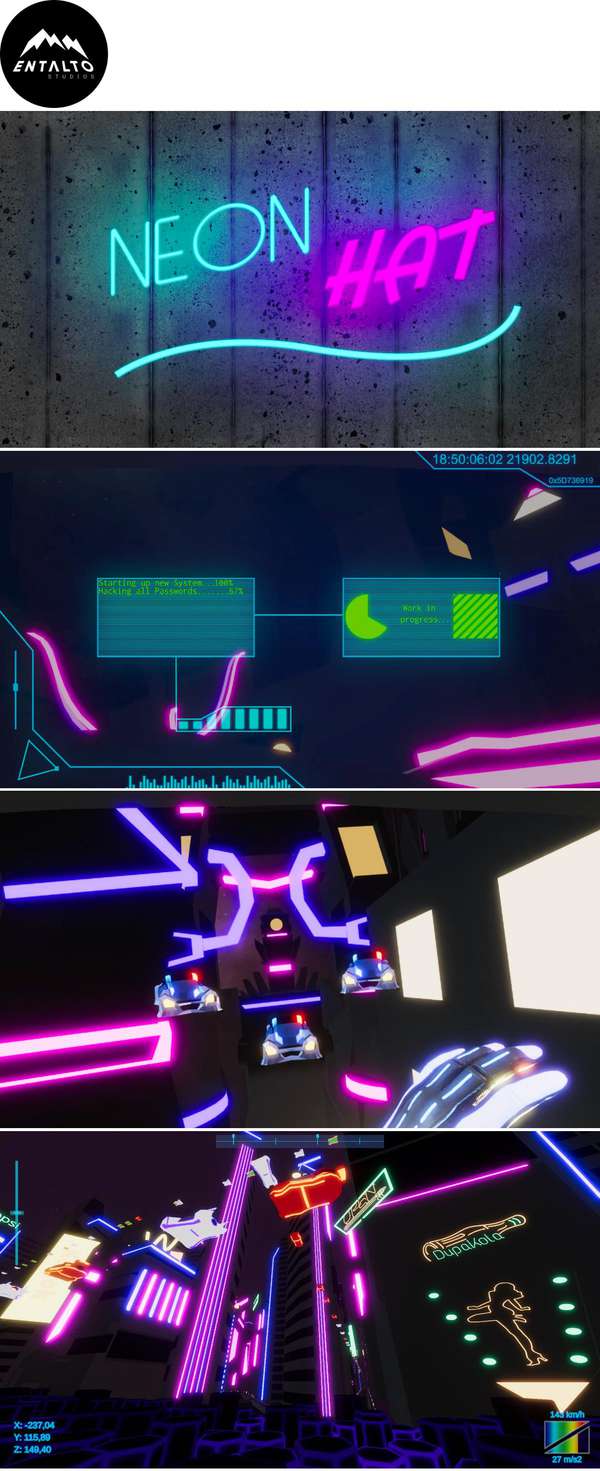 ENTALTO
STUDIOS
NEON
HAT
18:50:06:02 21902.8291
0x5D736919
Starting up new System...100%
Hacking all Passwords.......57%
Work in
progress...
DupaKola
X: -237,04
Y: 115,89
Z: 149,40
143 km/h
27 m/s2